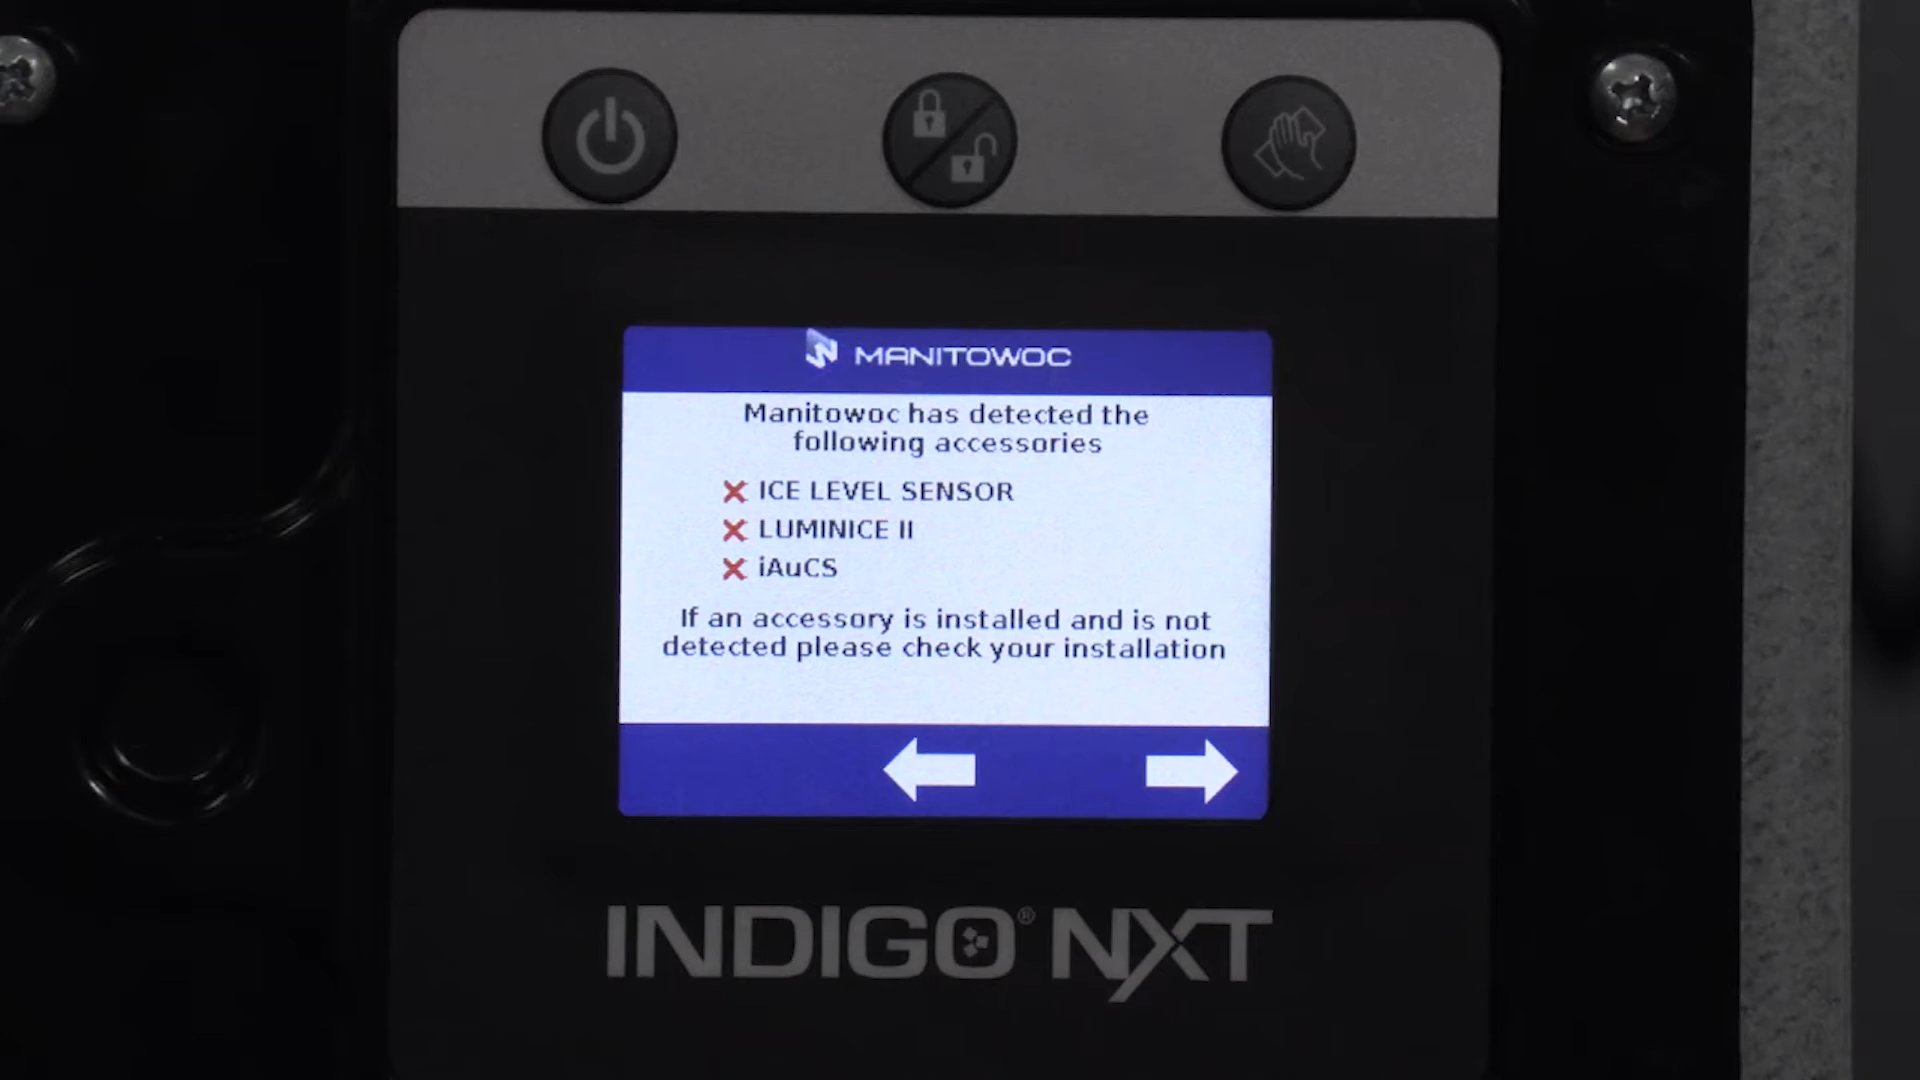 MANITOWOC
Manitowoc has detected the
following accessories
ICE LEVEL SENSOR
LUMINICE II
iAuCS
If an accessory is installed and is not
detected please check your installation
INDIGO® NXT